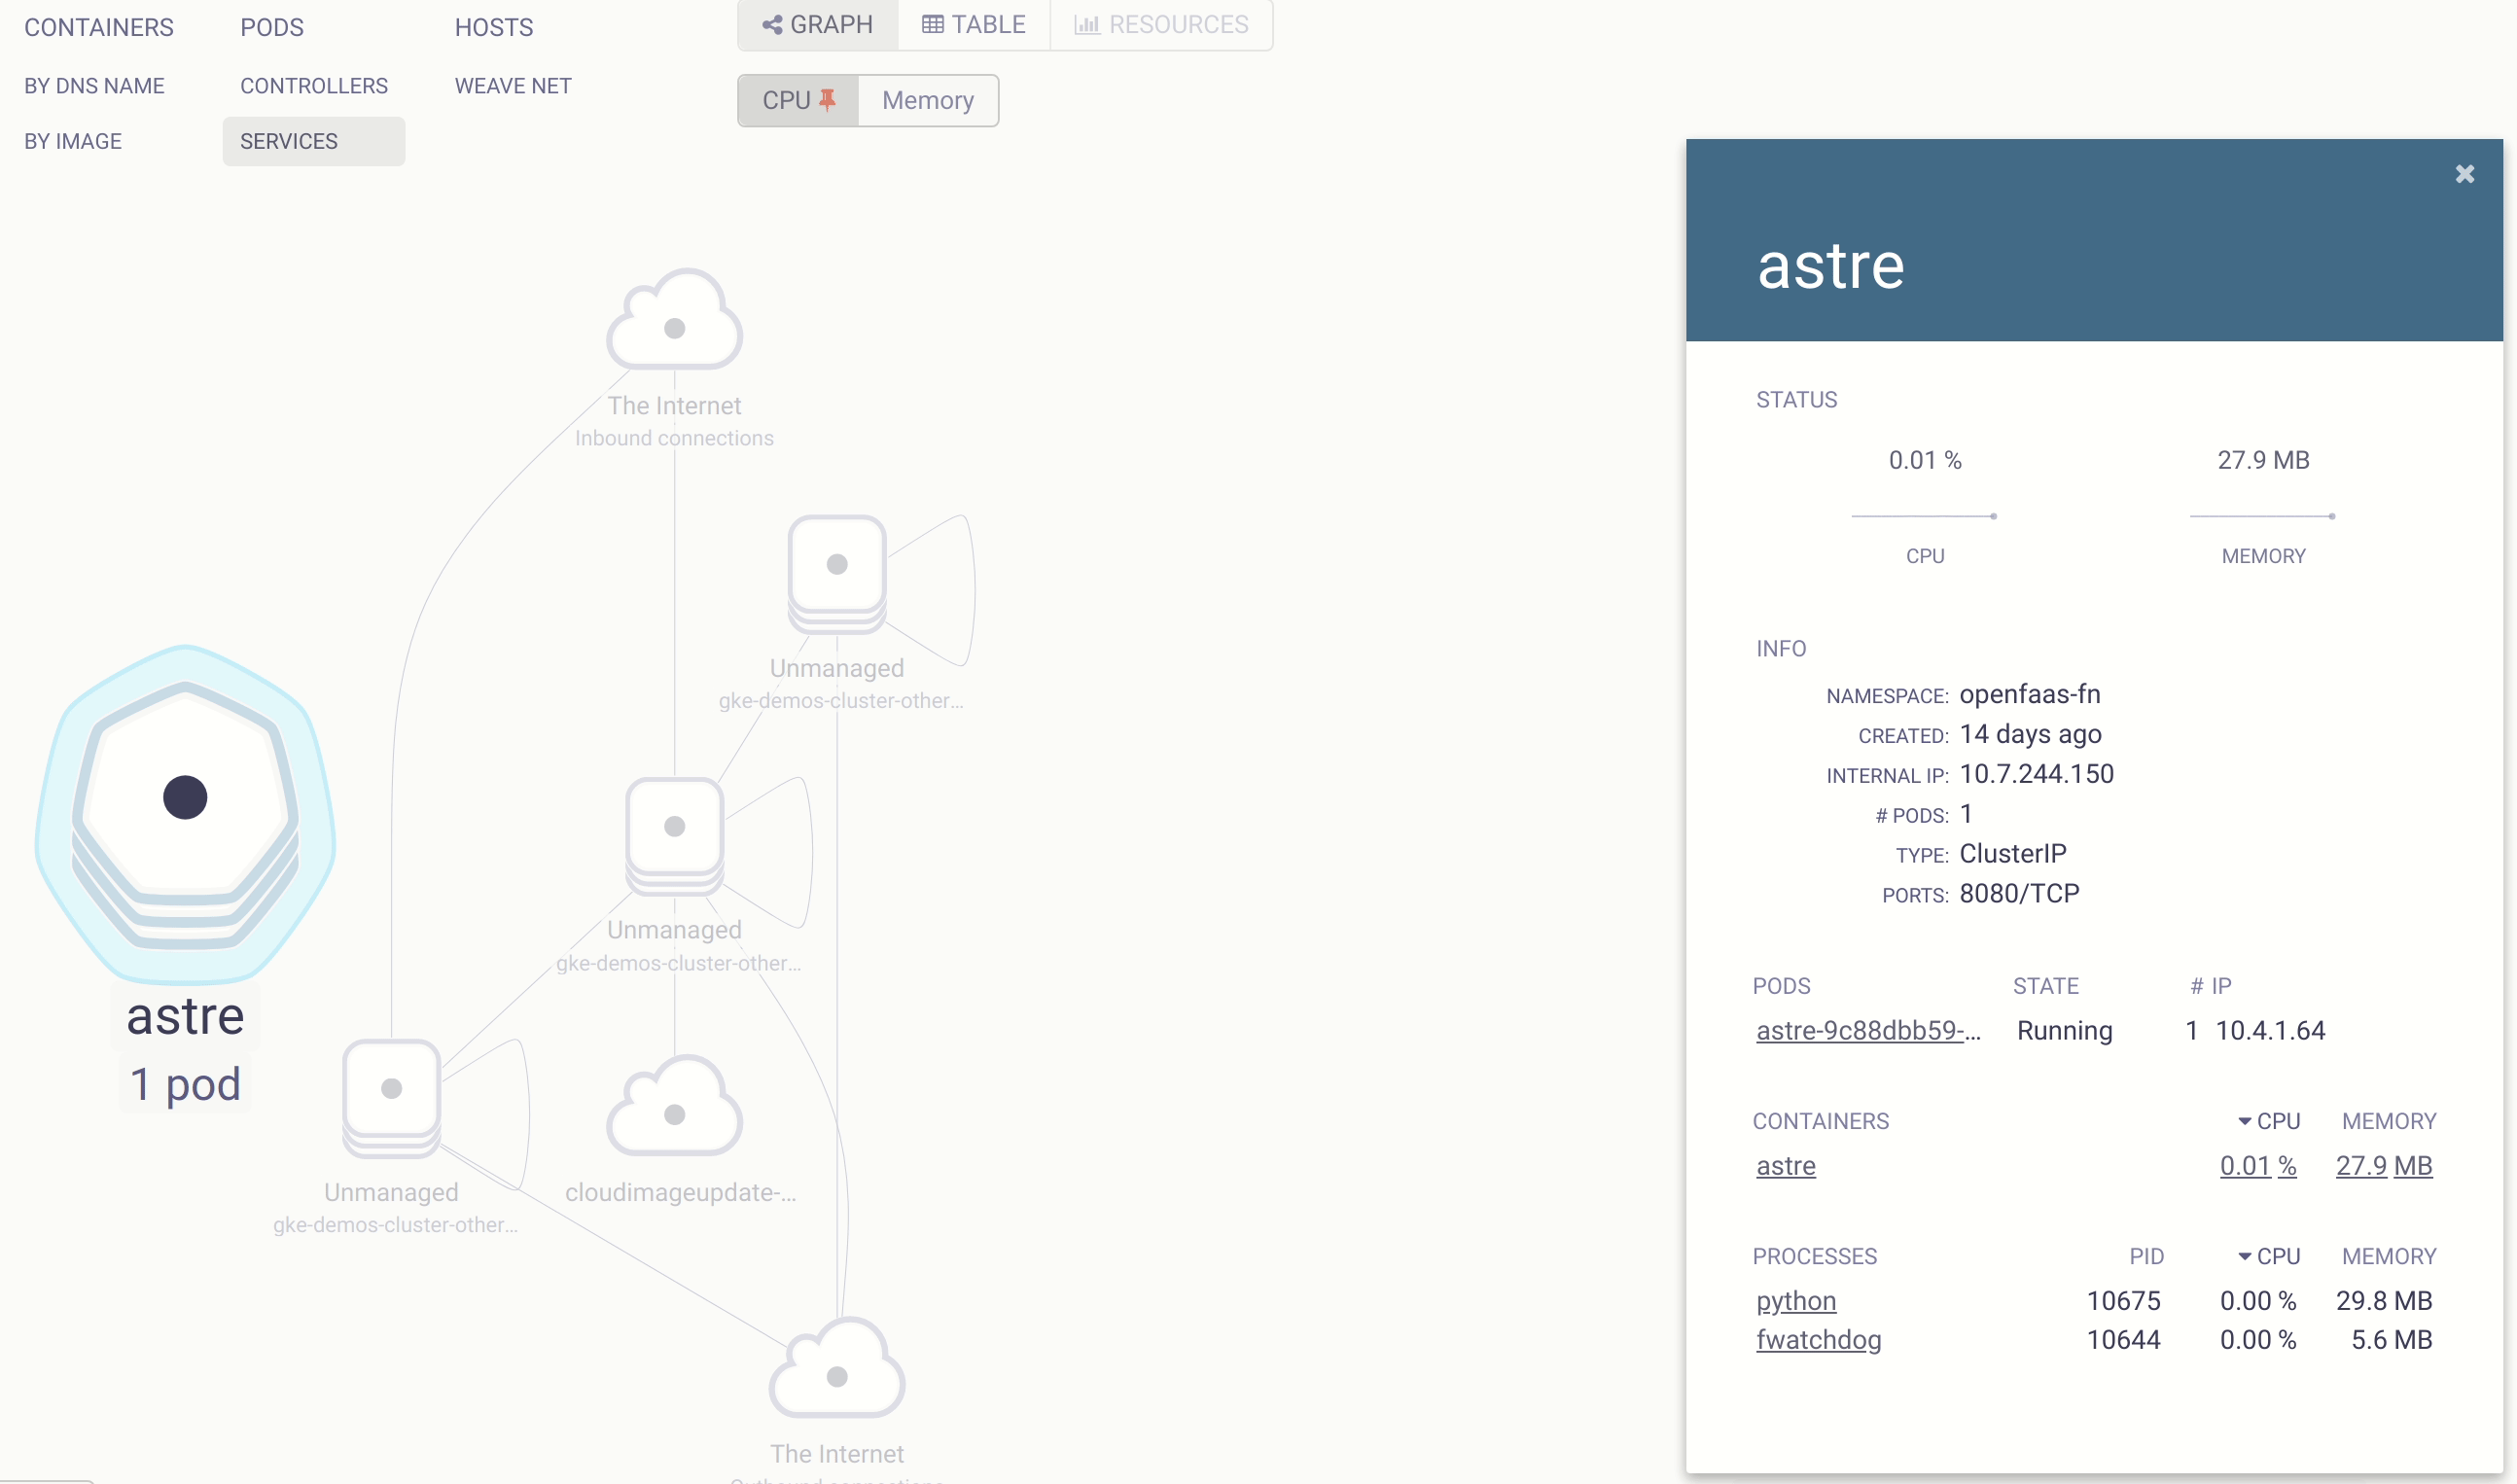 CONTAINERS PODS HOSTS
BY DNS NAME CONTROLLERS WEAVE NET
BY IMAGE SERVICES
GRAPH TABLE RESOURCES
CPU Memory
The Internet
Inbound connections
Unmanaged
gke-demos-cluster-other...
Unmanaged
gke-demos-cluster-other...
astre
1 pod
Unmanaged
gke-demos-cluster-other...
cloudimageupdate-...
The Internet
Outbound connections
astre
STATUS
0.01 % 27.9 MB
CPU MEMORY
INFO
NAMESPACE: openfaas-fn
CREATED: 14 days ago
INTERNAL IP: 10.7.244.150
# PODS: 1
TYPE: ClusterIP
PORTS: 8080/TCP
PODS STATE # IP
astre-9c88dbb59-... Running 1 10.4.1.64
CONTAINERS CPU MEMORY
astre 0.01 % 27.9 MB
PROCESSES PID CPU MEMORY
python 10675 0.00 % 29.8 MB
fwatchdog 10644 0.00 % 5.6 MB